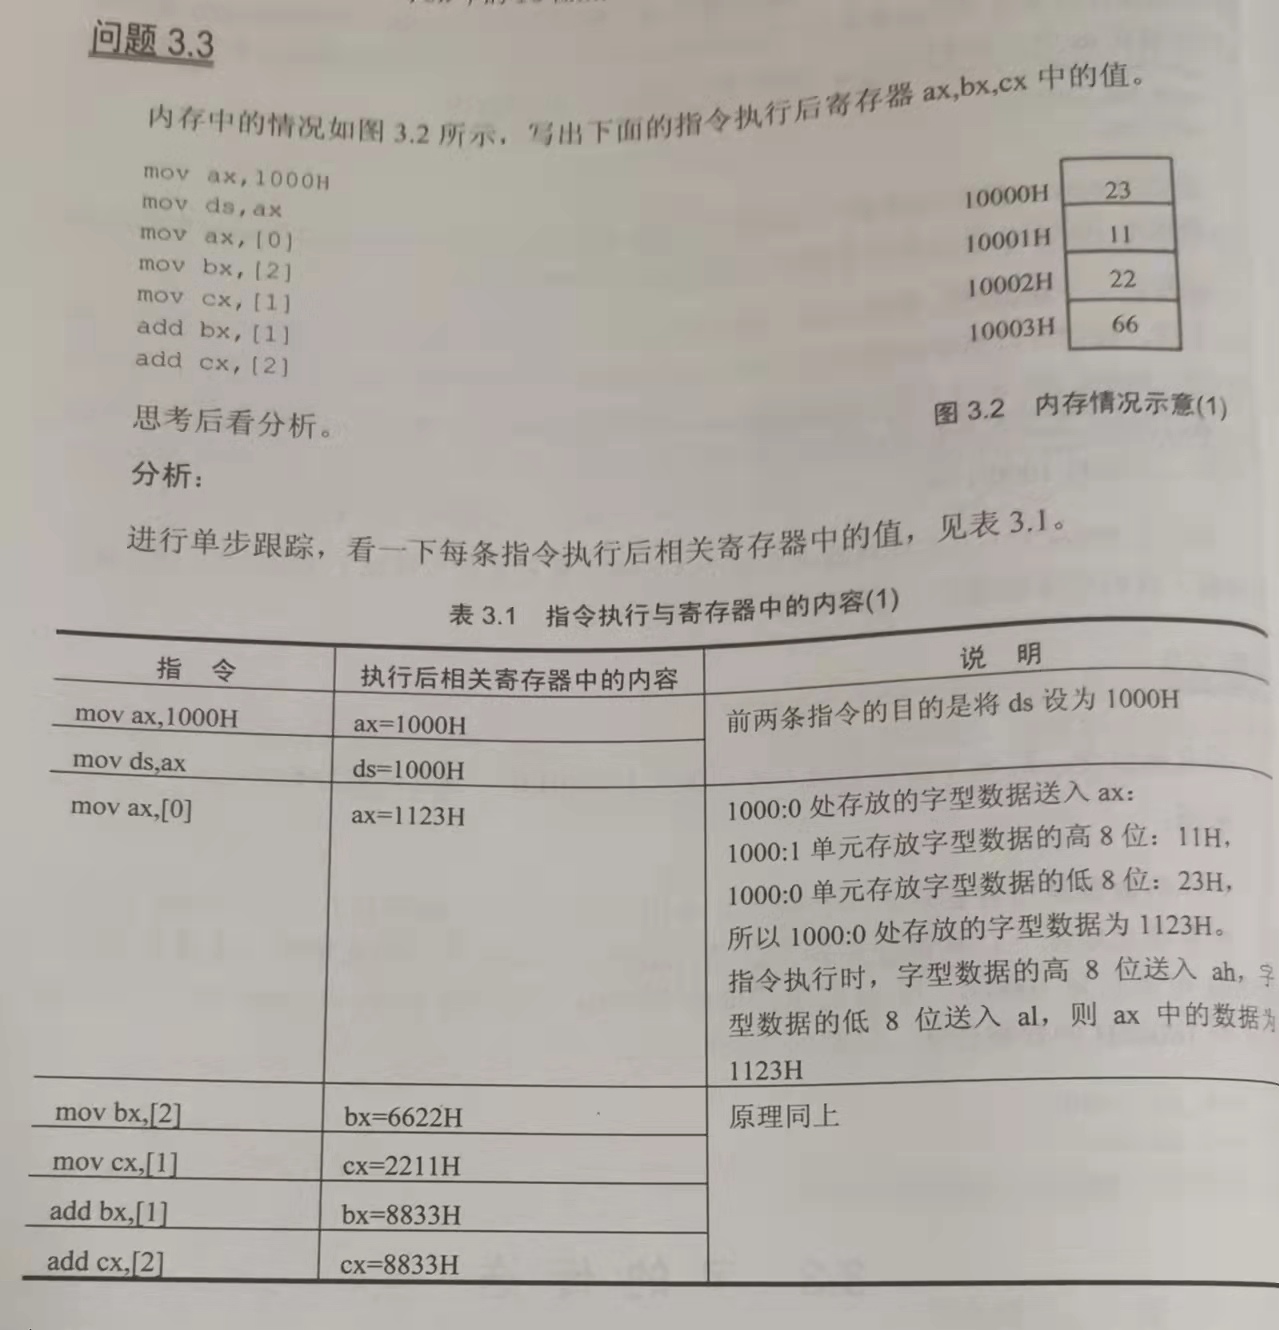 问题 3.3
内存中的情况如图 3.2 所示，写出下面的指令执行后寄存器 ax,bx,cx 中的值。
mov ax,1000H
mov ds,ax
mov ax,[0]
mov bx,[2]
mov cx,[1]
add bx,[1]
add cx,[2]
10000H 23
10001H 11
10002H 22
10003H 66
图 3.2 内存情况示意(1)
思考后看分析。
分析：
进行单步跟踪，看一下每条指令执行后相关寄存器中的值，见表 3.1。
表 3.1 指令执行与寄存器中的内容(1)
指 令 执行后相关寄存器中的内容 说 明
mov ax,1000H ax=1000H 前两条指令的目的是将 ds 设为 1000H
mov ds,ax ds=1000H
mov ax,[0] ax=1123H 1000:0 处存放的字型数据送入 ax：
1000:1 单元存放字型数据的高 8 位：11H，
1000:0 单元存放字型数据的低 8 位：23H，
所以 1000:0 处存放的字型数据为 1123H。
指令执行时，字型数据的高 8 位送入 ah，字
型数据的低 8 位送入 al，则 ax 中的数据为
1123H
mov bx,[2] bx=6622H 原理同上
mov cx,[1] cx=2211H
add bx,[1] bx=8833H
add cx,[2] cx=8833H